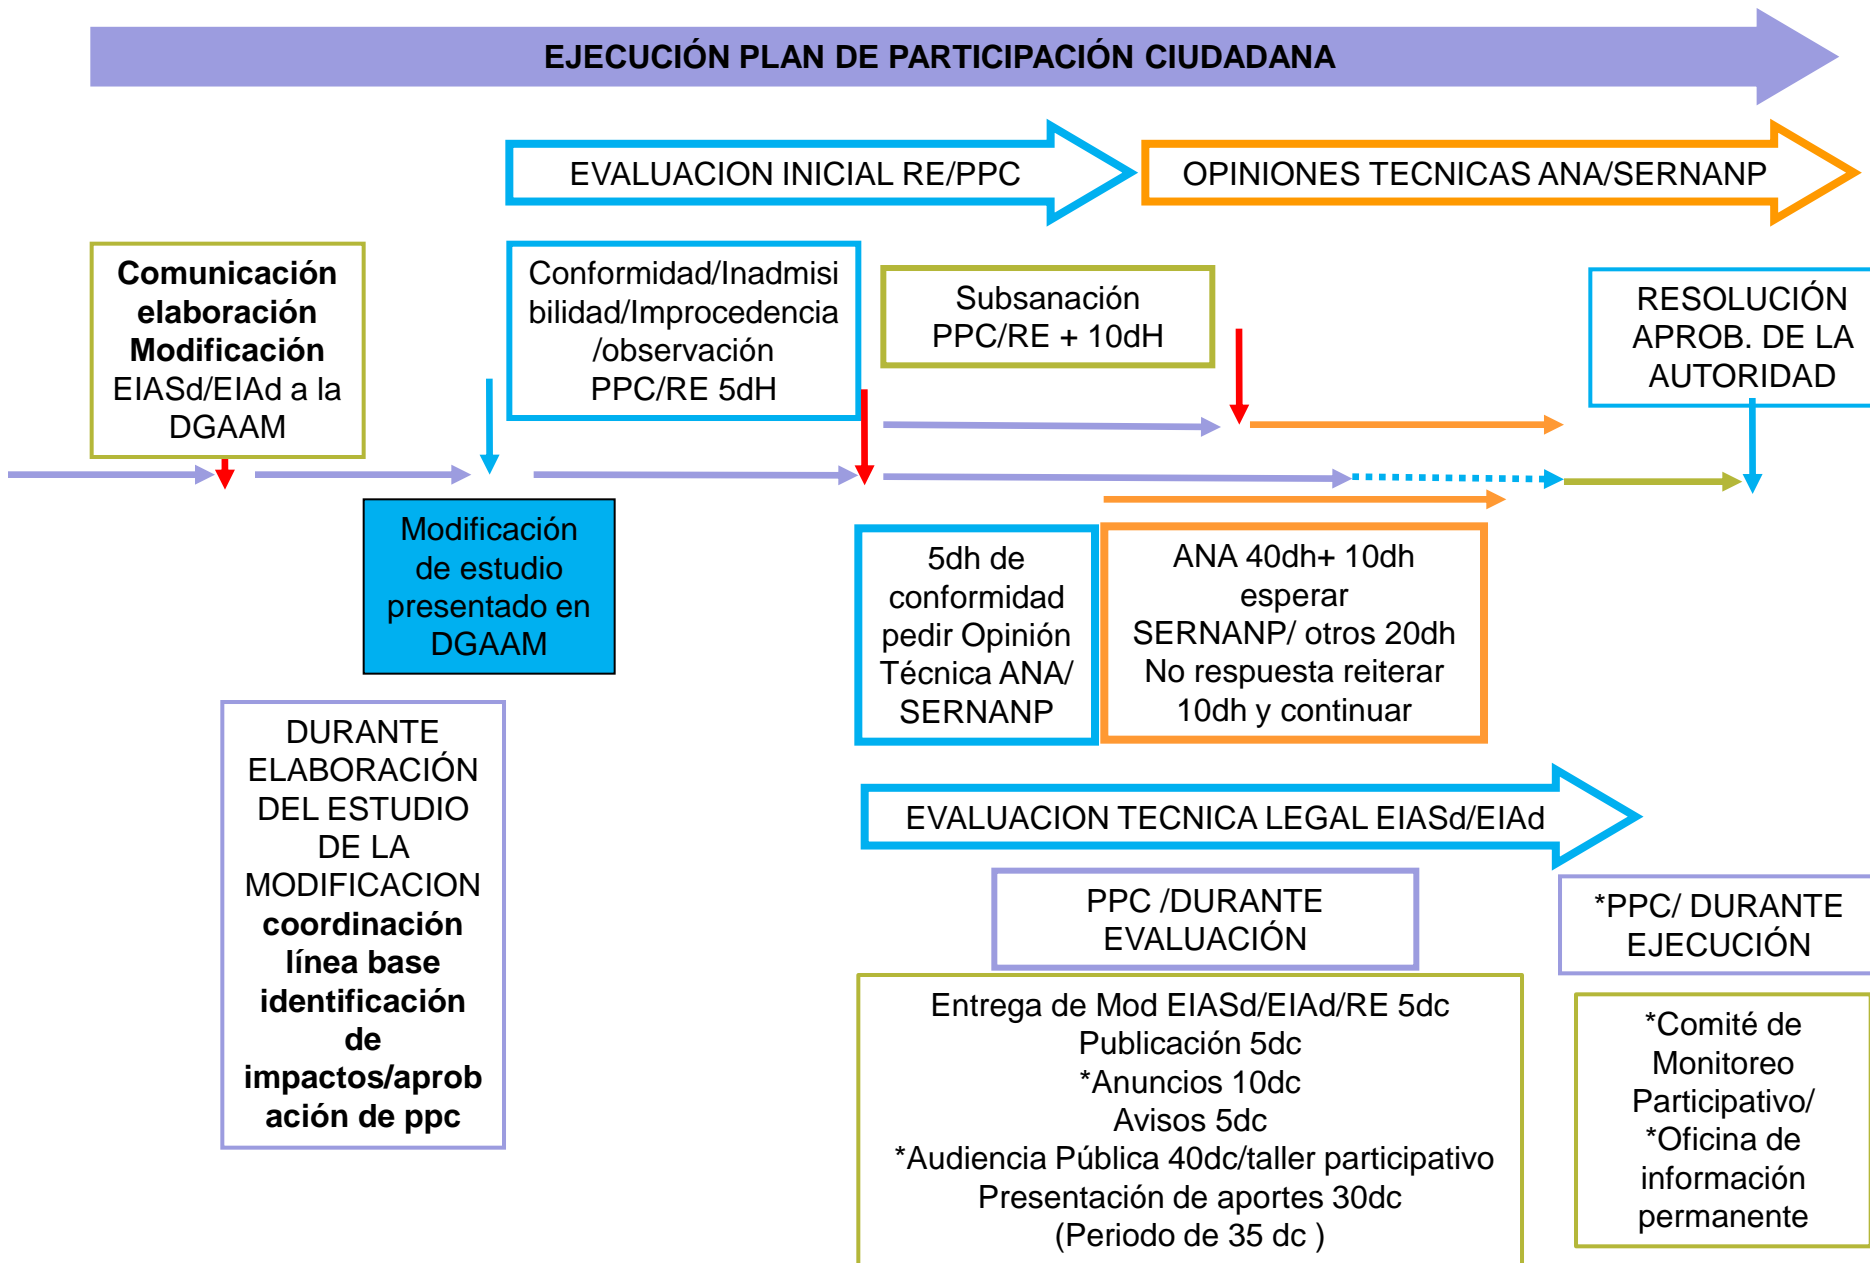 EJECUCIÓN PLAN DE PARTICIPACIÓN CIUDADANA
EVALUACION INICIAL RE/PPC
OPINIONES TECNICAS ANA/SERNANP
Comunicación
elaboración
Modificación
EIASd/EIAd a la
DGAAM
Conformidad/Inadmisi
bilidad/Improcedencia
/observación
PPC/RE 5dH
Subsanación
PPC/RE + 10dH
RESOLUCIÓN
APROB. DE LA
AUTORIDAD
Modificación
de estudio
presentado en
DGAAM
5dh de
conformidad
pedir Opinión
Técnica ANA/
SERNANP
ANA 40dh+ 10dh
esperar
SERNANP/ otros 20dh
No respuesta reiterar
10dh y continuar
DURANTE
ELABORACIÓN
DEL ESTUDIO
DE LA
MODIFICACION
coordinación
línea base
identificación
de
impactos/aprob
ación de ppc
EVALUACION TECNICA LEGAL EIASd/EIAd
PPC /DURANTE
EVALUACIÓN
*PPC/ DURANTE
EJECUCIÓN
Entrega de Mod EIASd/EIAd/RE 5dc
Publicación 5dc
*Anuncios 10dc
Avisos 5dc
*Audiencia Pública 40dc/taller participativo
Presentación de aportes 30dc
(Periodo de 35 dc )
*Comité de
Monitoreo
Participativo/
*Oficina de
información
permanente